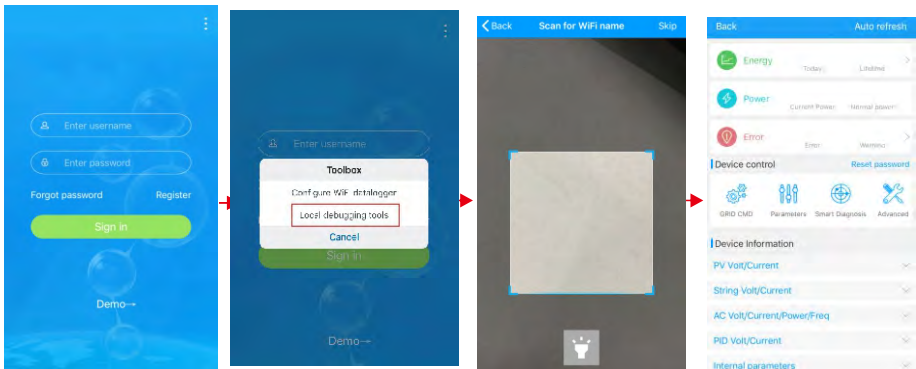 Enter username
Enter password
Forgot password Register
Sign in
Demo→
Enter username
Toolbox
Configure WiFi datalogger
Local debugging tools
Cancel
Sign in
Demo→
Back Scan for WiFi name Skip
Back Auto refresh
Energy
Today Lifetime
Power
Current Power Normal power
Error
Error Warning
Device control Reset password
GRID CMD Parameters Smart Diagnosis Advanced
Device Information
PV Volt/Current
String Volt/Current
AC Volt/Current/Power/Freq
PID Volt/Current
Internal parameters